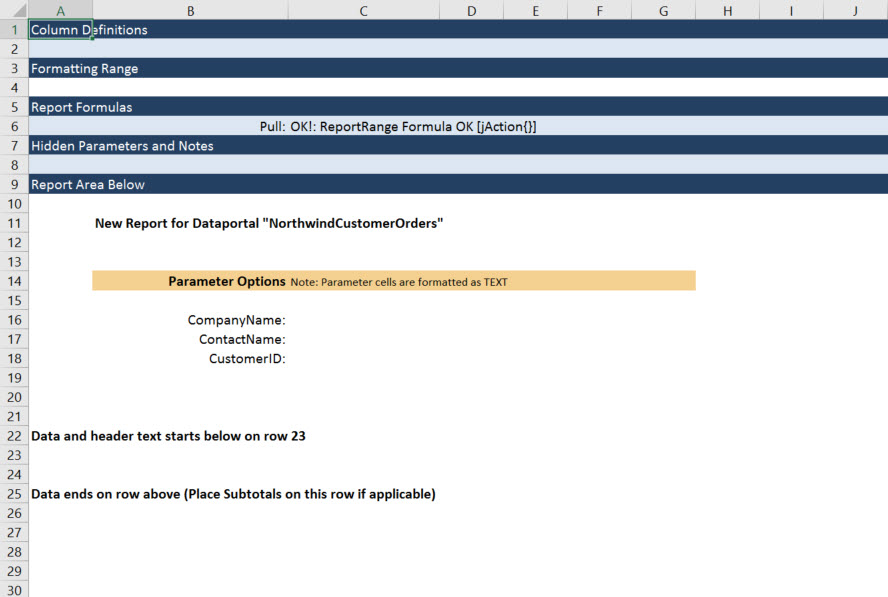 A B C D E F G H I J
1 Column Definitions
2
3 Formatting Range
4
5 Report Formulas
6 Pull: OK!: ReportRange Formula OK [jAction{}]
7 Hidden Parameters and Notes
8
9 Report Area Below
10
11 New Report for Dataportal "NorthwindCustomerOrders"
12
13
14 Parameter Options Note: Parameter cells are formatted as TEXT
15
16 CompanyName:
17 ContactName:
18 CustomerID:
19
20
21
22 Data and header text starts below on row 23
23
24
25 Data ends on row above (Place Subtotals on this row if applicable)
26
27
28
29
30